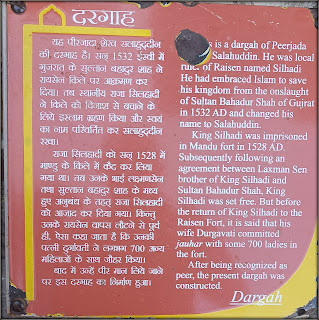 दरगाह
यह पीरजादा शेख सलाहुद्दीन
की दरगाह है। सन् 1532 ईस्वी में
गुजरात के सुल्तान बहादुर शाह ने
रायसेन किले पर आक्रमण कर
दिया। तब स्थानीय राजा सिलहादी
ने किले को विनाश से बचाने के
लिये इस्लाम ग्रहण किया और स्वयं
का नाम परिवर्तित कर सलाहुद्दीन
रखा।
राजा सिलहादी को सन् 1528 में
माण्डू के किले में कैद कर लिया
गया था। तब उनके भाई लक्ष्मणसेन
तथा सुल्तान बहादुर शाह के मध्य
हुए अनुबंध के तहत् राजा सिलहादी
को आजाद कर दिया गया। किन्तु
उनके रायसेन वापस लौटने से पूर्व
ही, ऐसा कहा जाता है कि उनकी
पत्नी दुर्गावती ने लगभग 700 अन्य
महिलाओं के साथ जौहर किया।
बाद में उन्हें पीर मान लिये जाने
पर इस दरगाह का निर्माण हुआ।
is a dargah of Peerjada
Salahuddin. He was local
ruler of Raisen named Silhadi
He had embraced Islam to save
his kingdom from the onslaught
of Sultan Bahadur Shah of Gujrat
in 1532 AD and changed his
name to Salahuddin.
King Silhadi was imprisoned
in Mandu fort in 1528 AD.
Subsequently following an
agreement between Laxman Sen
brother of King Silhadi and
Sultan Bahadur Shah, King
Silhadi was set free. But before
the return of King Silhadi to the
Raisen Fort, it is said that his
wife Durgavati committed
jauhar with some 700 ladies in
the fort.
After being recognised as
peer, the present dargah was
constructed.
Dargah